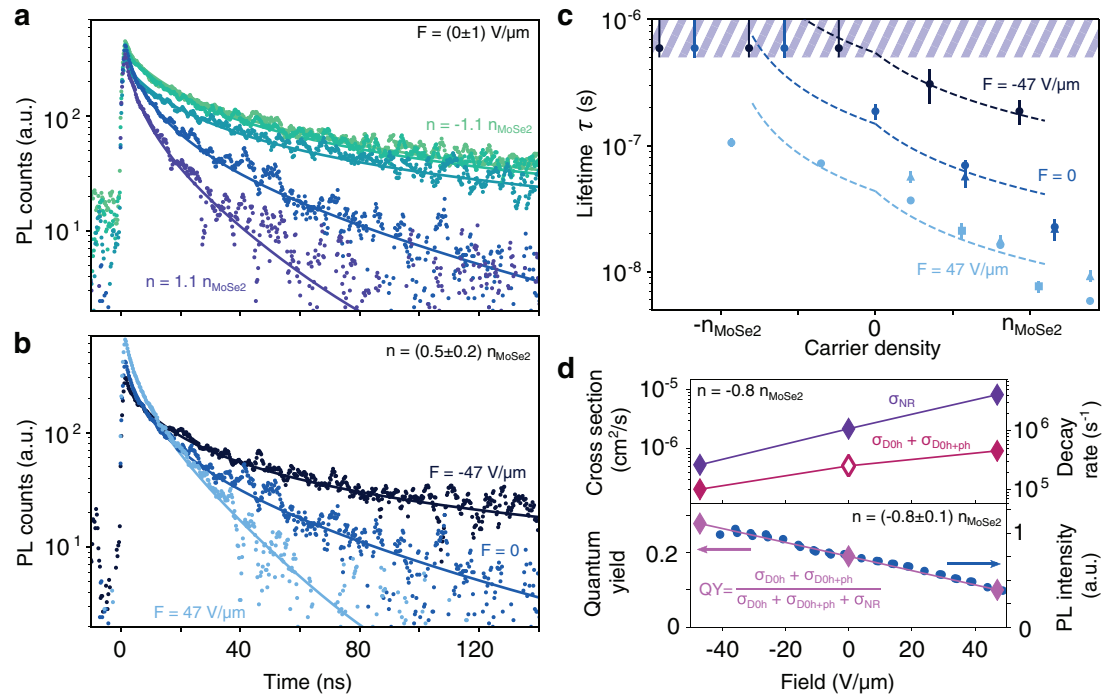 a
F = (0±1) V/μm
PL counts (a.u.)
10²
10¹
n = -1.1 n_MoSe2
n = 1.1 n_MoSe2
b
n = (0.5±0.2) n_MoSe2
PL counts (a.u.)
10²
10¹
F = -47 V/μm
F = 0
F = 47 V/μm
0 40 80 120
Time (ns)
c
Lifetime τ (s)
10⁻⁶
10⁻⁷
10⁻⁸
F = -47 V/μm
F = 0
F = 47 V/μm
-n_MoSe2 0 n_MoSe2
Carrier density
d
n = -0.8 n_MoSe2
Cross section
(cm²/s)
10⁻⁵
10⁻⁶
σ_NR
σ_D0h + σ_D0h+ph
10⁶
10⁵
Decay
rate (s⁻¹)
n = (-0.8±0.1) n_MoSe2
Quantum
yield
0.2
0
QY= σ_D0h + σ_D0h+ph
σ_D0h + σ_D0h+ph + σ_NR
1
0
PL intensity
(a.u.)
-40 -20 0 20 40
Field (V/μm)